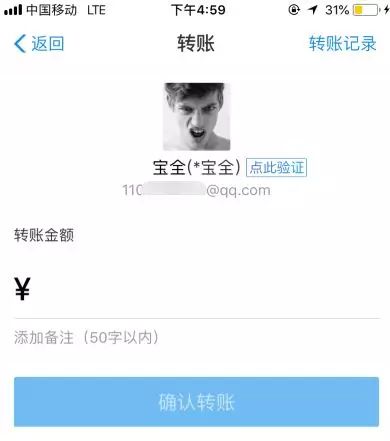 中国移动 LTE 下午4:59 31%
返回 转账 转账记录
宝全(*宝全) 点此验证
110 @qq.com
转账金额
¥
添加备注（50字以内）
确认转账